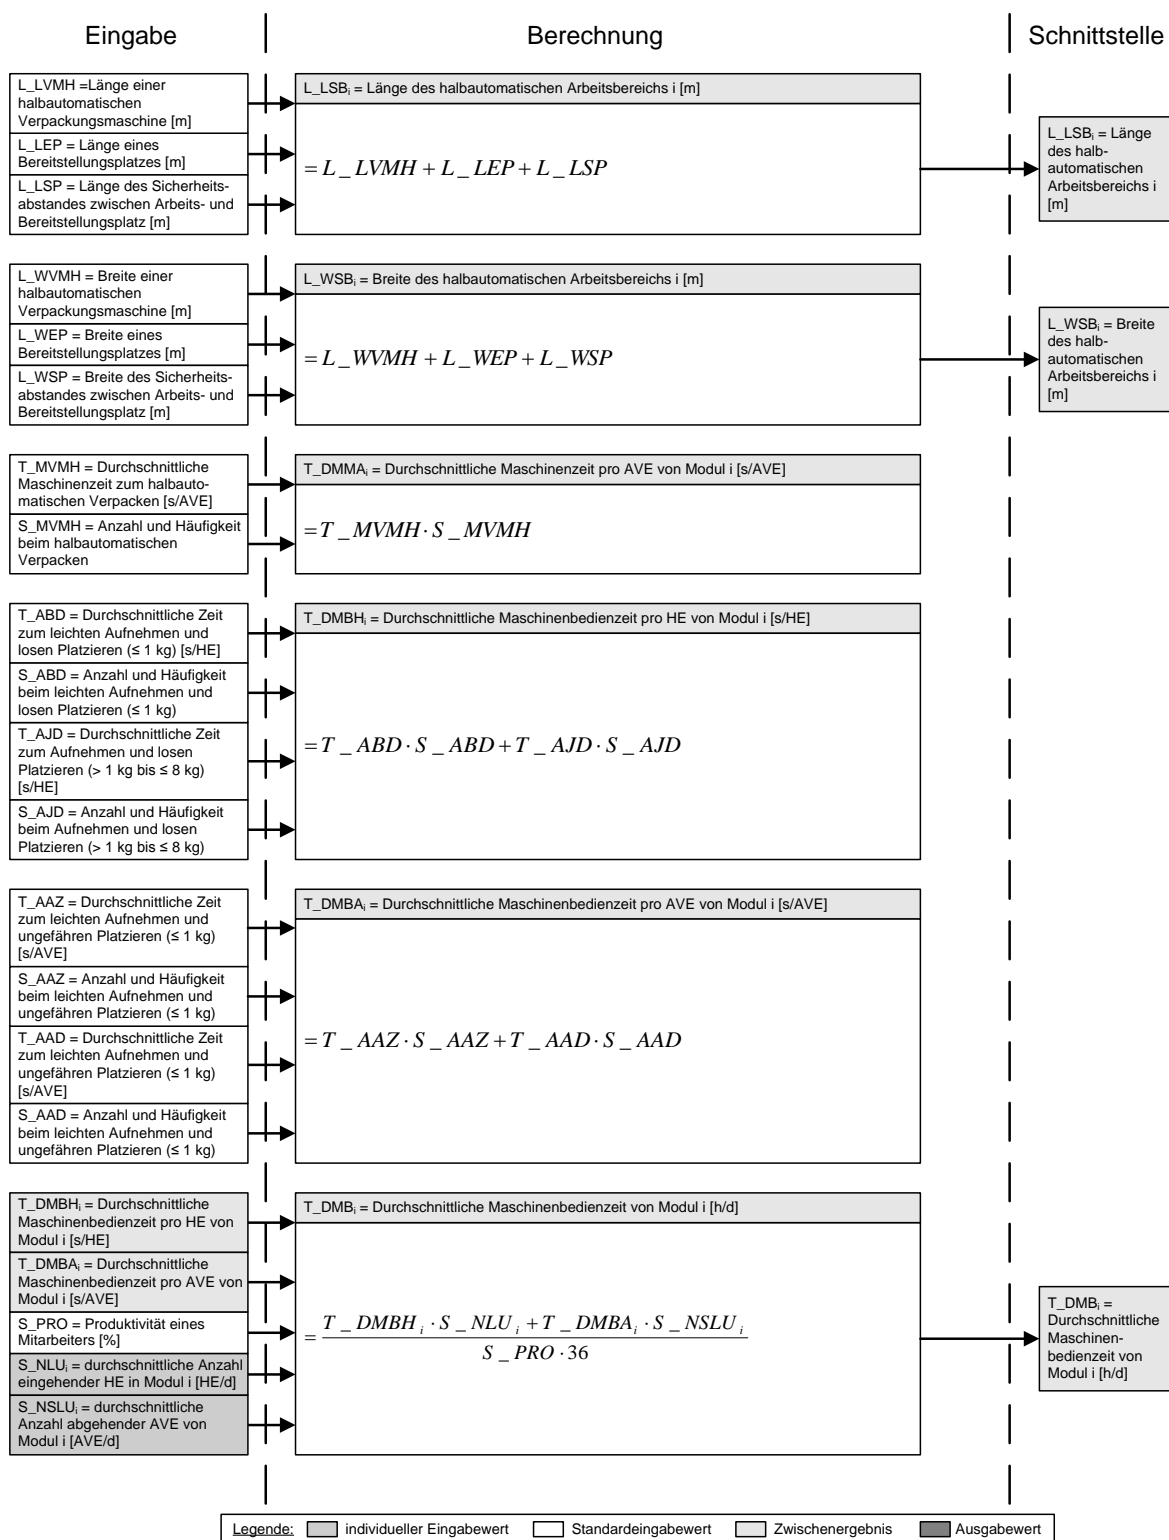 Eingabe
Berechnung
Schnittstelle
L_LVMH =Länge einer
halbautomatischen
Verpackungsmaschine [m]
L_LEP = Länge eines
Bereitstellungsplatzes [m]
L_LSP = Länge des Sicherheits-
abstandes zwischen Arbeits- und
Bereitstellungsplatz [m]
L_LSBᵢ = Länge des halbautomatischen Arbeitsbereichs i [m]
= L_LVMH + L_LEP + L_LSP
L_LSBᵢ = Länge
des halb-
automatischen
Arbeitsbereichs i
[m]
L_WVMH = Breite einer
halbautomatischen
Verpackungsmaschine [m]
L_WEP = Breite eines
Bereitstellungsplatzes [m]
L_WSP = Breite des Sicherheits-
abstandes zwischen Arbeits- und
Bereitstellungsplatz [m]
L_WSBᵢ = Breite des halbautomatischen Arbeitsbereichs i [m]
= L_WVMH + L_WEP + L_WSP
L_WSBᵢ = Breite
des halb-
automatischen
Arbeitsbereichs i
[m]
T_MVMH = Durchschnittliche
Maschinenzeit zum halbauto-
matischen Verpacken [s/AVE]
S_MVMH = Anzahl und Häufigkeit
beim halbautomatischen
Verpacken
T_DMMAᵢ = Durchschnittliche Maschinenzeit pro AVE von Modul i [s/AVE]
= T_MVMH · S_MVMH
T_ABD = Durchschnittliche Zeit
zum leichten Aufnehmen und
losen Platzieren (≤ 1 kg) [s/HE]
S_ABD = Anzahl und Häufigkeit
beim leichten Aufnehmen und
losen Platzieren (≤ 1 kg)
T_AJD = Durchschnittliche Zeit
zum Aufnehmen und losen
Platzieren (> 1 kg bis ≤ 8 kg)
[s/HE]
S_AJD = Anzahl und Häufigkeit
beim Aufnehmen und losen
Platzieren (> 1 kg bis ≤ 8 kg)
T_DMBHᵢ = Durchschnittliche Maschinenbedienzeit pro HE von Modul i [s/HE]
= T_ABD · S_ABD + T_AJD · S_AJD
T_AAZ = Durchschnittliche Zeit
zum leichten Aufnehmen und
ungefähren Platzieren (≤ 1 kg)
[s/AVE]
S_AAZ = Anzahl und Häufigkeit
beim leichten Aufnehmen und
ungefähren Platzieren (≤ 1 kg)
T_AAD = Durchschnittliche Zeit
zum leichten Aufnehmen und
ungefähren Platzieren (≤ 1 kg)
[s/AVE]
S_AAD = Anzahl und Häufigkeit
beim leichten Aufnehmen und
ungefähren Platzieren (≤ 1 kg)
T_DMBAᵢ = Durchschnittliche Maschinenbedienzeit pro AVE von Modul i [s/AVE]
= T_AAZ · S_AAZ + T_AAD · S_AAD
T_DMBHᵢ = Durchschnittliche
Maschinenbedienzeit pro HE von
Modul i [s/HE]
T_DMBAᵢ = Durchschnittliche
Maschinenbedienzeit pro AVE von
Modul i [s/AVE]
S_PRO = Produktivität eines
Mitarbeiters [%]
S_NLUᵢ = durchschnittliche Anzahl
eingehender HE in Modul i [HE/d]
S_NSLUᵢ = durchschnittliche
Anzahl abgehender AVE von
Modul i [AVE/d]
T_DMBᵢ = Durchschnittliche Maschinenbedienzeit von Modul i [h/d]
T_DMBHᵢ · S_NLUᵢ + T_DMBAᵢ · S_NSLUᵢ
=
S_PRO · 36
T_DMBᵢ =
Durchschnittliche
Maschinen-
bedienzeit von
Modul i [h/d]
Legende: individueller Eingabewert Standardeingabewert Zwischenergebnis Ausgabewert